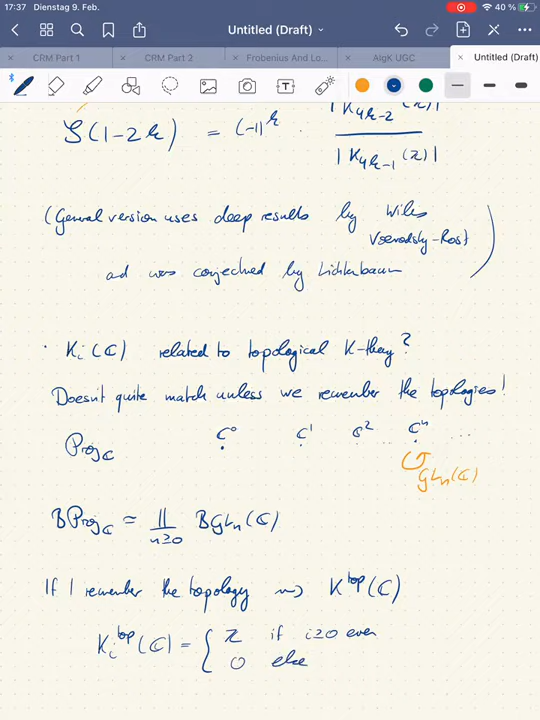 17:37 Dienstag 9. Feb.
40 %
Untitled (Draft)
CRM Part 1
CRM Part 2
Frobenius And Lo...
AlgK UGC
Untitled (Draft)
ζ(1-2k) = (-1)^k · |K_{4k-2}(ℤ)| / |K_{4k-1}(ℤ)|
(General version uses deep results by Wiles
Voevodsky-Rost
ad was conjectured by Lichtenbaum)
· K_i(ℂ) related to topological K-theory?
Doesn't quite match unless we remember the topologies!
Proj_ℂ ℂ^0 ℂ^1 ℂ^2 ... ℂ^n ...
GL_n(ℂ)
BProj_ℂ ≃ ∐_{n≥0} BGL_n(ℂ)
If I remember the topology ⇝ K^top(ℂ)
K_i^top(ℂ) = { ℤ if i≥0 even
0 else